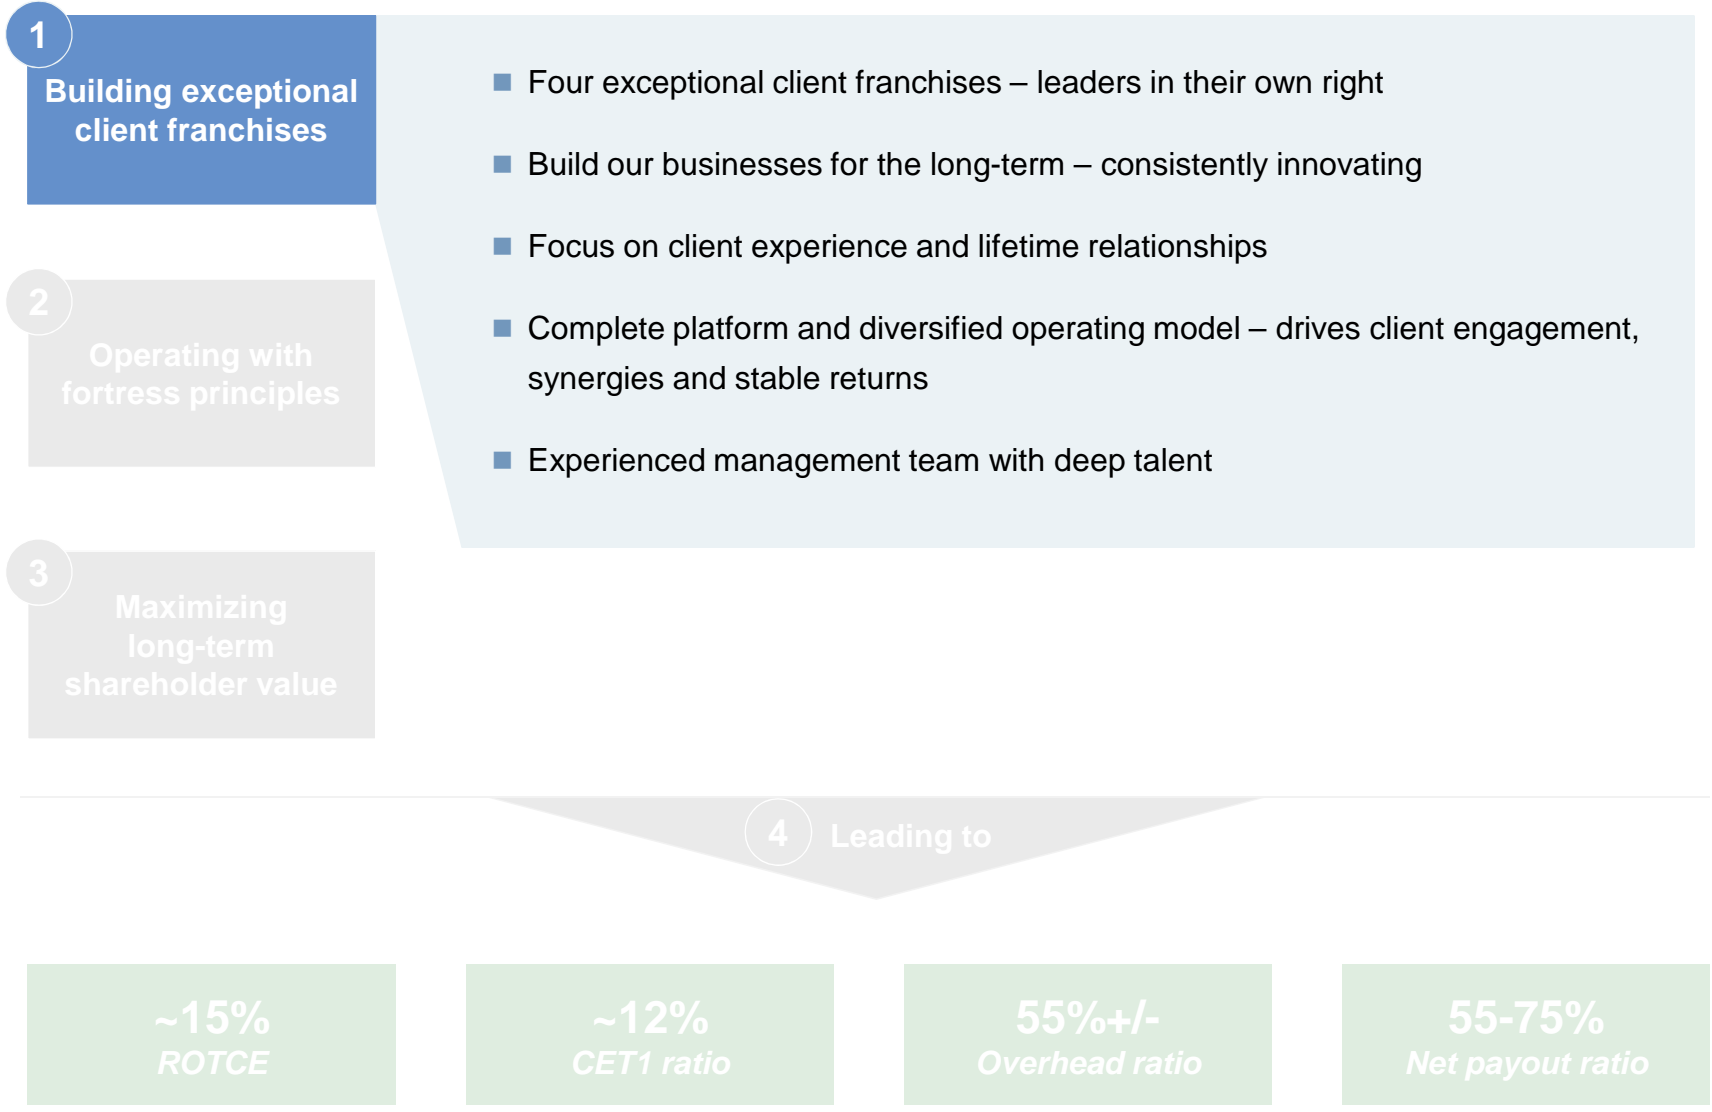 1
Building exceptional
client franchises
Four exceptional client franchises – leaders in their own right
Build our businesses for the long-term – consistently innovating
Focus on client experience and lifetime relationships
Complete platform and diversified operating model – drives client engagement,
synergies and stable returns
Experienced management team with deep talent
2
Operating with
fortress principles
3
Maximizing
long-term
shareholder value
4 Leading to
~15%
ROTCE
~12%
CET1 ratio
55%+/-
Overhead ratio
55-75%
Net payout ratio